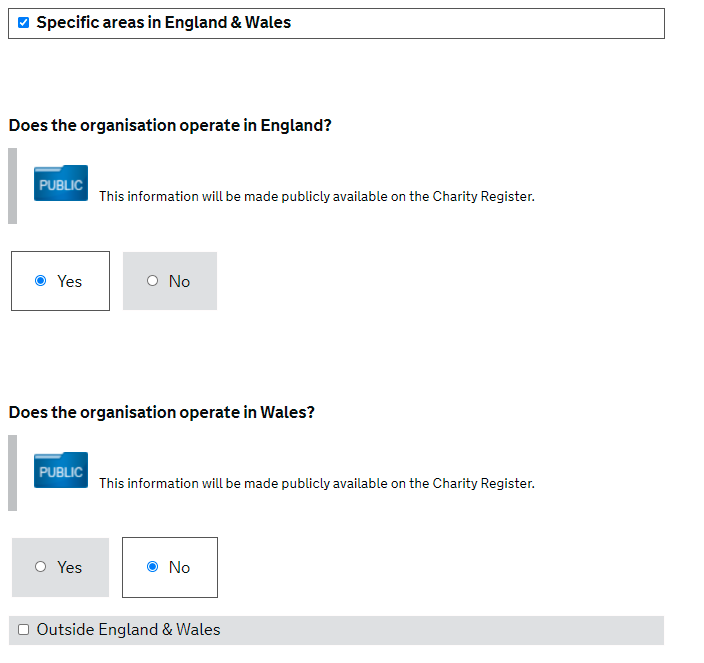 Specific areas in England & Wales
Does the organisation operate in England?
PUBLIC This information will be made publicly available on the Charity Register.
Yes No
Does the organisation operate in Wales?
PUBLIC This information will be made publicly available on the Charity Register.
Yes No
Outside England & Wales